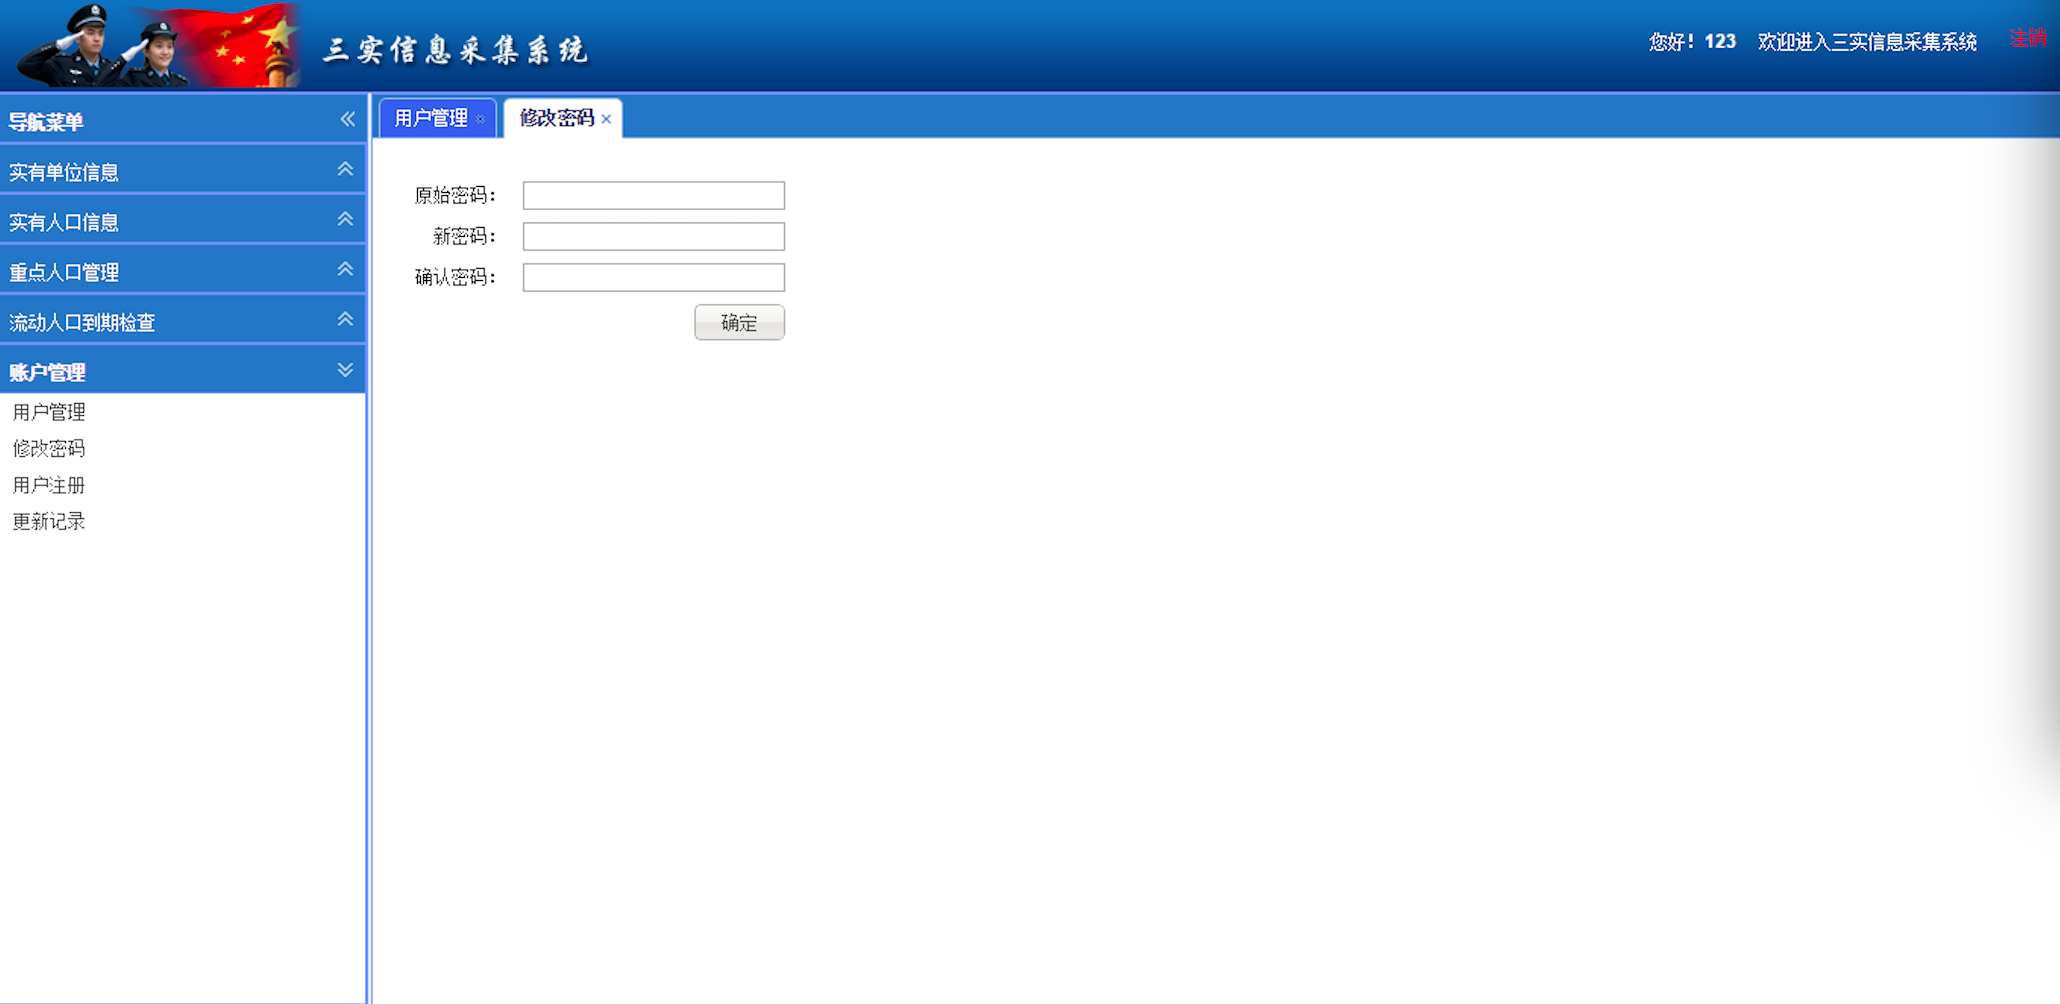 三实信息采集系统
您好！123 欢迎进入三实信息采集系统 注销
导航菜单
实有单位信息
实有人口信息
重点人口管理
流动人口到期检查
账户管理
用户管理
修改密码
用户注册
更新记录
用户管理 修改密码
原始密码：
新密码：
确认密码：
确定